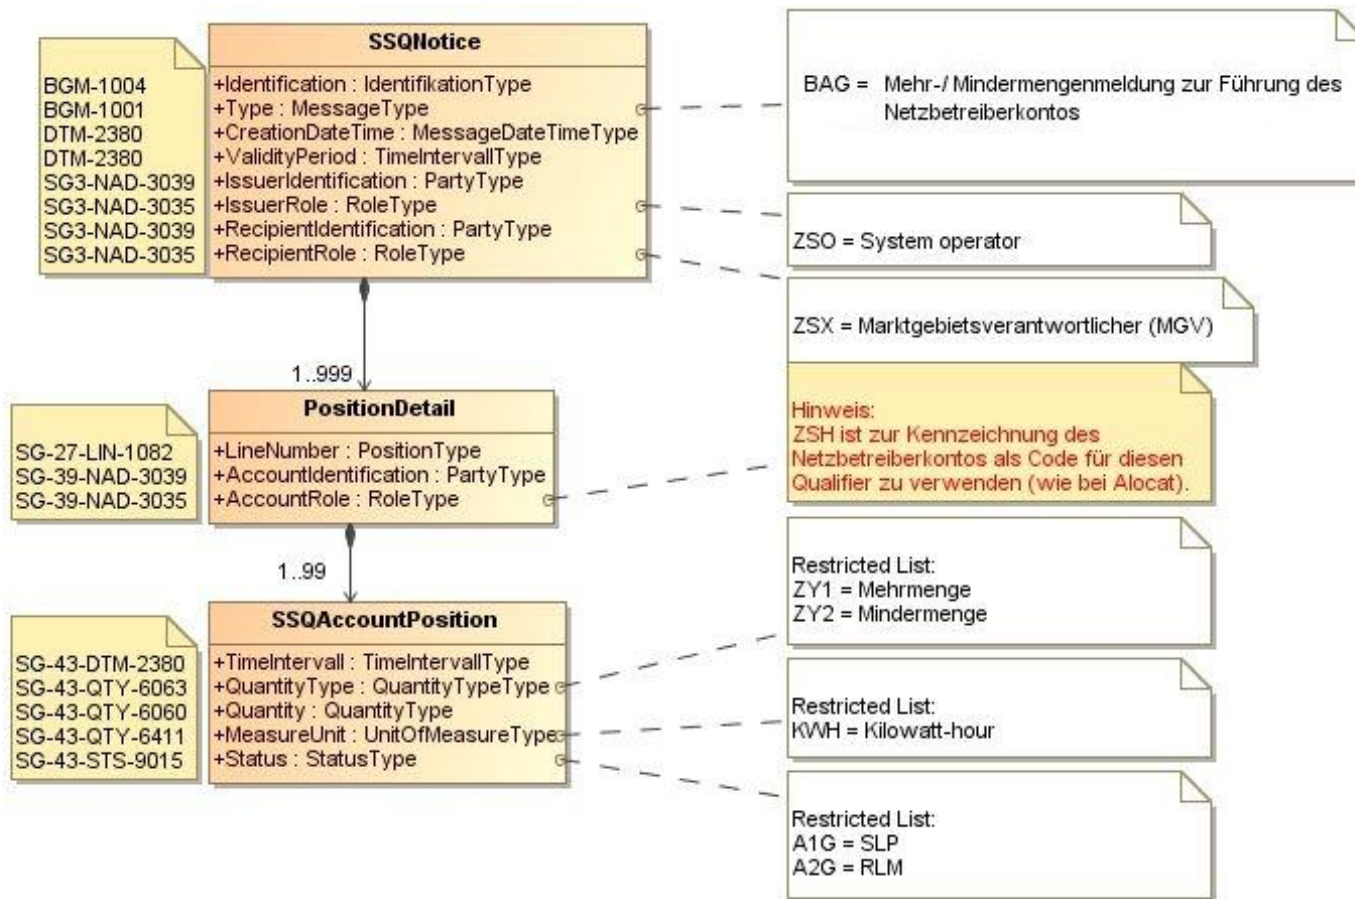 SSQNotice
BGM-1004
BGM-1001
DTM-2380
DTM-2380
SG3-NAD-3039
SG3-NAD-3035
SG3-NAD-3039
SG3-NAD-3035
+Identification : IdentifikationType
+Type : MessageType
+CreationDateTime : MessageDateTimeType
+ValidityPeriod : TimeIntervallType
+IssuerIdentification : PartyType
+IssuerRole : RoleType
+RecipientIdentification : PartyType
+RecipientRole : RoleType
BAG = Mehr-/ Mindermengenmeldung zur Führung des
Netzbetreiberkontos
ZSO = System operator
ZSX = Marktgebietsverantwortlicher (MGV)
1..999
PositionDetail
SG-27-LIN-1082
SG-39-NAD-3039
SG-39-NAD-3035
+LineNumber : PositionType
+AccountIdentification : PartyType
+AccountRole : RoleType
Hinweis:
ZSH ist zur Kennzeichnung des
Netzbetreiberkontos als Code für diesen
Qualifier zu verwenden (wie bei Alocat).
1..99
SSQAccountPosition
SG-43-DTM-2380
SG-43-QTY-6063
SG-43-QTY-6060
SG-43-QTY-6411
SG-43-STS-9015
+TimeIntervall : TimeIntervallType
+QuantityType : QuantityTypeType
+Quantity : QuantityType
+MeasureUnit : UnitOfMeasureType
+Status : StatusType
Restricted List:
ZY1 = Mehrmenge
ZY2 = Mindermenge
Restricted List:
KWH = Kilowatt-hour
Restricted List:
A1G = SLP
A2G = RLM